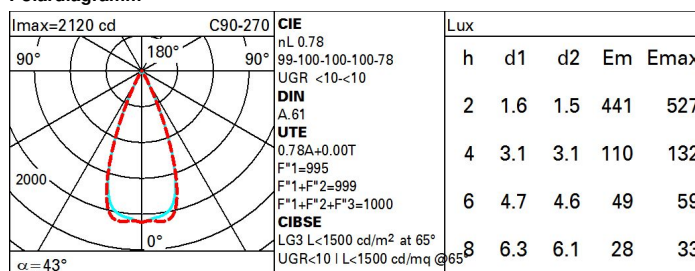 Imax=2120 cd C90-270
90° 180° 90°
2000
0°
α=43°
CIE
nL 0.78
99-100-100-100-78
UGR <10-<10
DIN
A.61
UTE
0.78A+0.00T
F"1=995
F"1+F"2=999
F"1+F"2+F"3=1000
CIBSE
LG3 L<1500 cd/m² at 65°
UGR<10 | L<1500 cd/mq @65°
Lux
h d1 d2 Em Emax
2 1.6 1.5 441 527
4 3.1 3.1 110 132
6 4.7 4.6 49 59
8 6.3 6.1 28 33